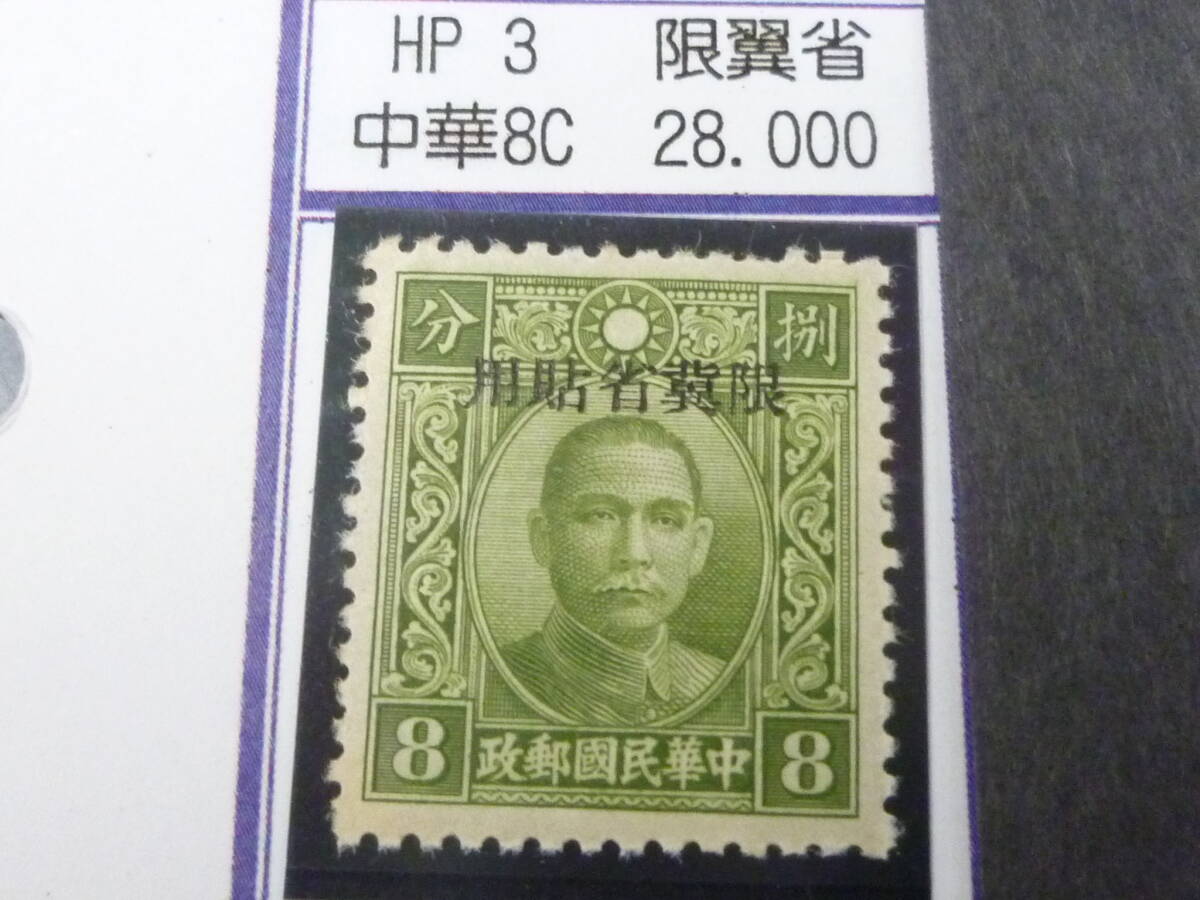 HP 3 限翼省
中華8C 28.000
分 捌
用貼省冀限
8 政郵國民華中 8